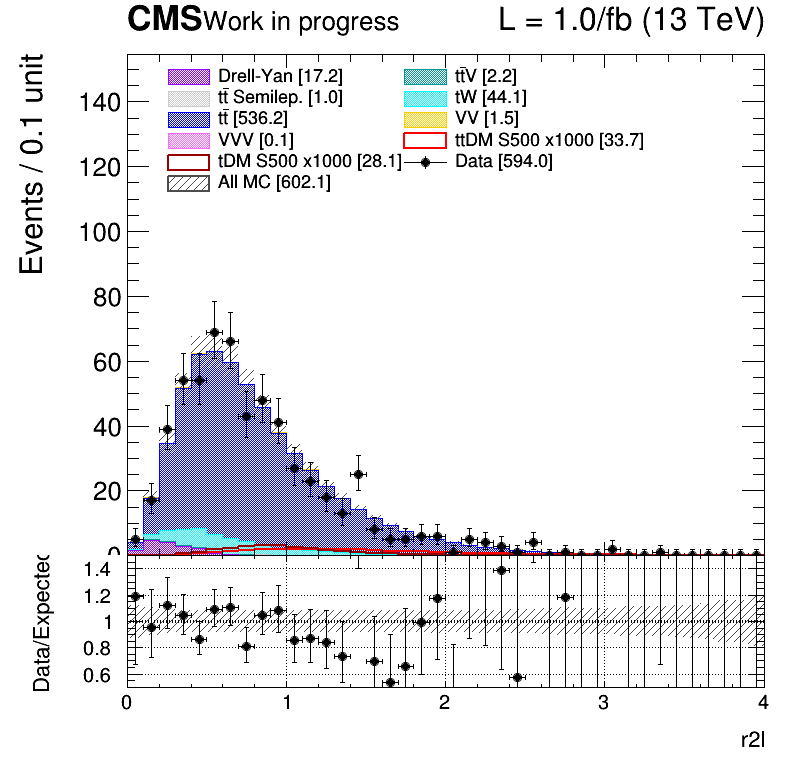 CMS Work in progress L = 1.0/fb (13 TeV)
Drell-Yan [17.2] tt̄V [2.2]
tt̄ Semilep. [1.0] tW [44.1]
tt̄ [536.2] VV [1.5]
VVV [0.1] ttDM S500 x1000 [33.7]
tDM S500 x1000 [28.1] Data [594.0]
All MC [602.1]
Events / 0.1 unit
140
120
100
80
60
40
20
0
Data/Expected
1.4
1.2
1
0.8
0.6
0 1 2 3 4
r2l